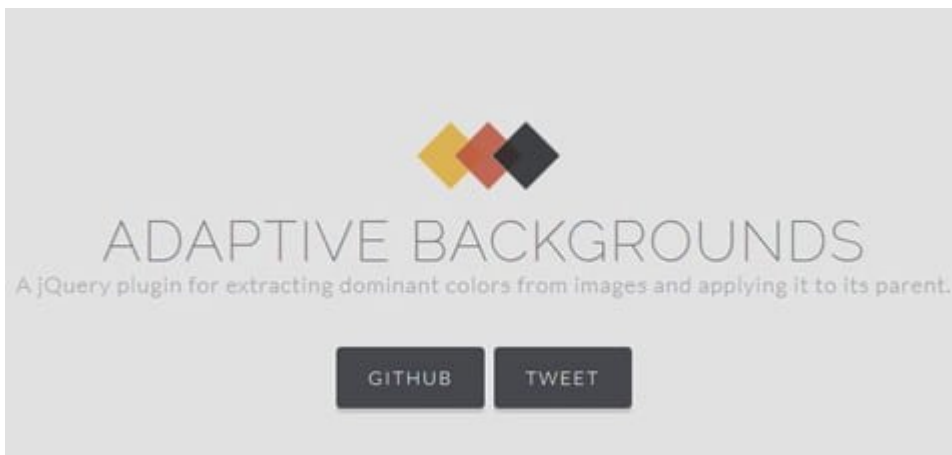 ADAPTIVE BACKGROUNDS
A jQuery plugin for extracting dominant colors from images and applying it to its parent.
GITHUB TWEET